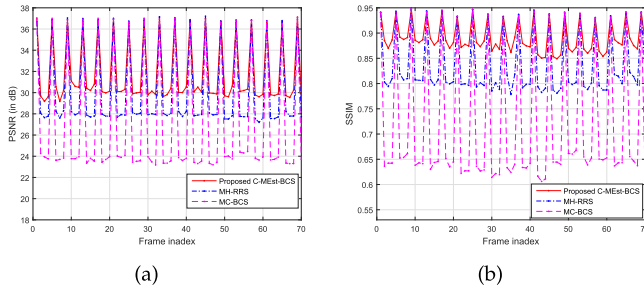 38
36
34
32
30
28
26
24
22
20
18
PSNR (in dB)
0 10 20 30 40 50 60 70
Frame inadex
Proposed C-MEst-BCS
MH-RRS
MC-BCS
(a)
0.95
0.9
0.85
0.8
0.75
0.7
0.65
0.6
0.55
SSIM
0 10 20 30 40 50 60 70
Frame inadex
Proposed C-MEst-BCS
MH-RRS
MC-BCS
(b)